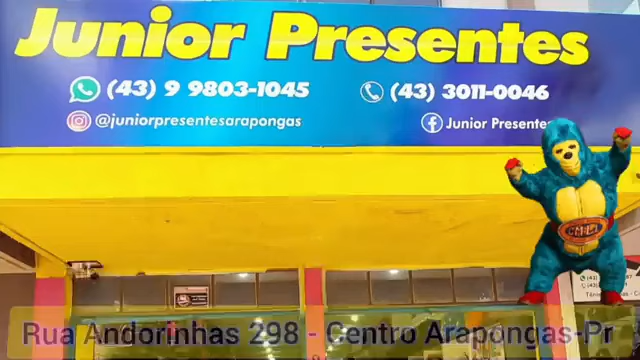 Junior Presentes
(43) 9 9803-1045
(43) 3011-0046
@juniorpresentesarapongas
Junior Presentes
Rua Andorinhas 298 - Centro Arapongas-Pr